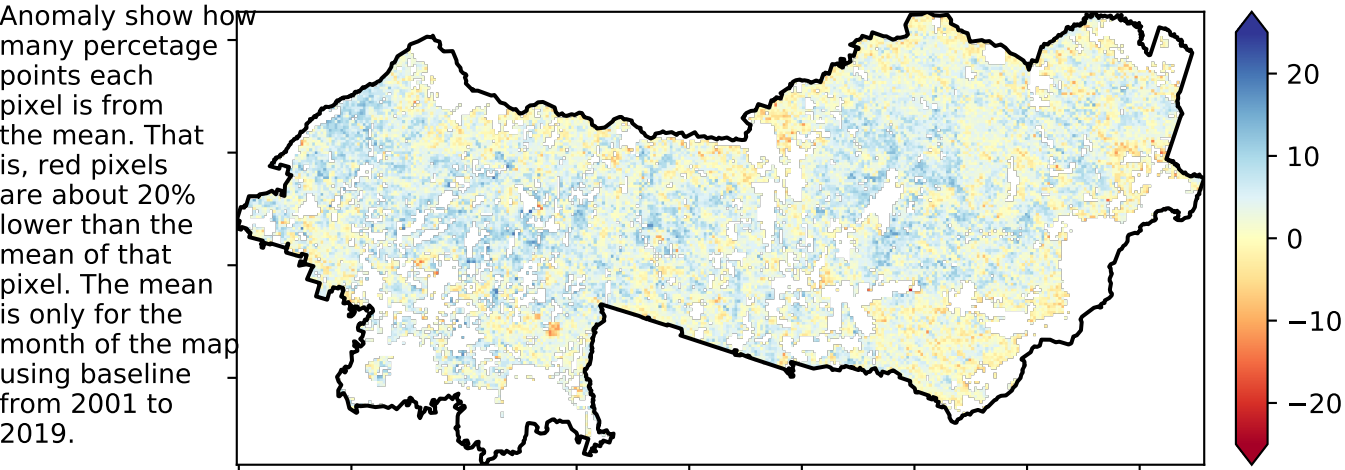 Anomaly show how
many percetage
points each
pixel is from
the mean. That
is, red pixels
are about 20%
lower than the
mean of that
pixel. The mean
is only for the
month of the map
using baseline
from 2001 to
2019.
20
10
0
−10
−20